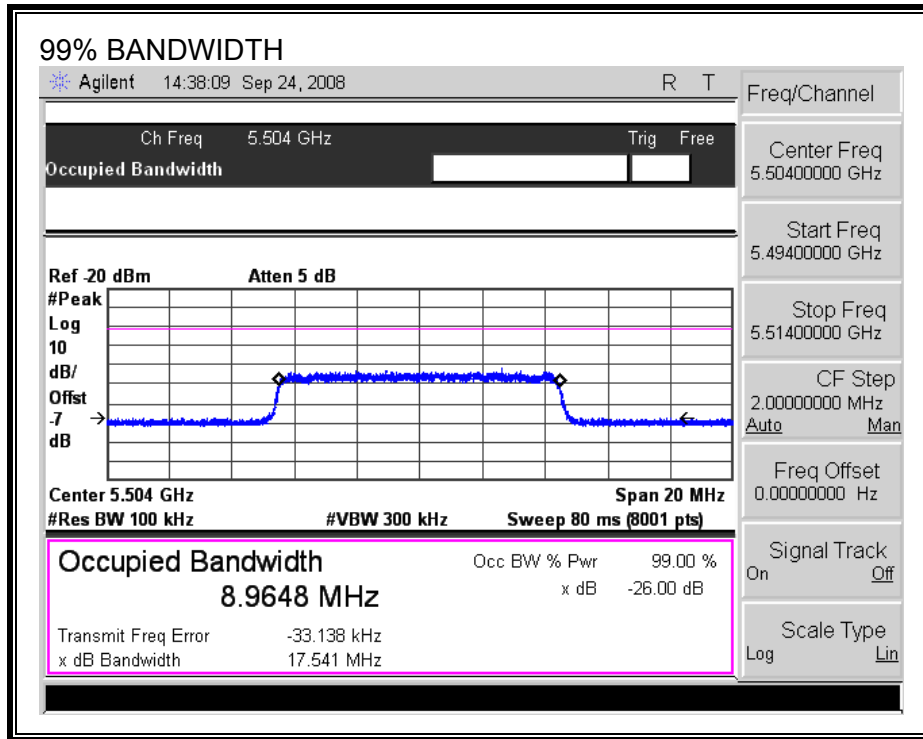 99% BANDWIDTH
Agilent 14:38:09 Sep 24, 2008 R T
Freq/Channel
Ch Freq 5.504 GHz Trig Free
Occupied Bandwidth
Center Freq
5.50400000 GHz
Start Freq
5.49400000 GHz
Stop Freq
5.51400000 GHz
CF Step
2.00000000 MHz
Auto Man
Freq Offset
0.00000000 Hz
Signal Track
On Off
Scale Type
Log Lin
Ref -20 dBm Atten 5 dB
#Peak
Log
10
dB/
Offst
-7
dB
Center 5.504 GHz Span 20 MHz
#Res BW 100 kHz #VBW 300 kHz Sweep 80 ms (8001 pts)
Occupied Bandwidth Occ BW % Pwr 99.00 %
8.9648 MHz x dB -26.00 dB
Transmit Freq Error -33.138 kHz
x dB Bandwidth 17.541 MHz